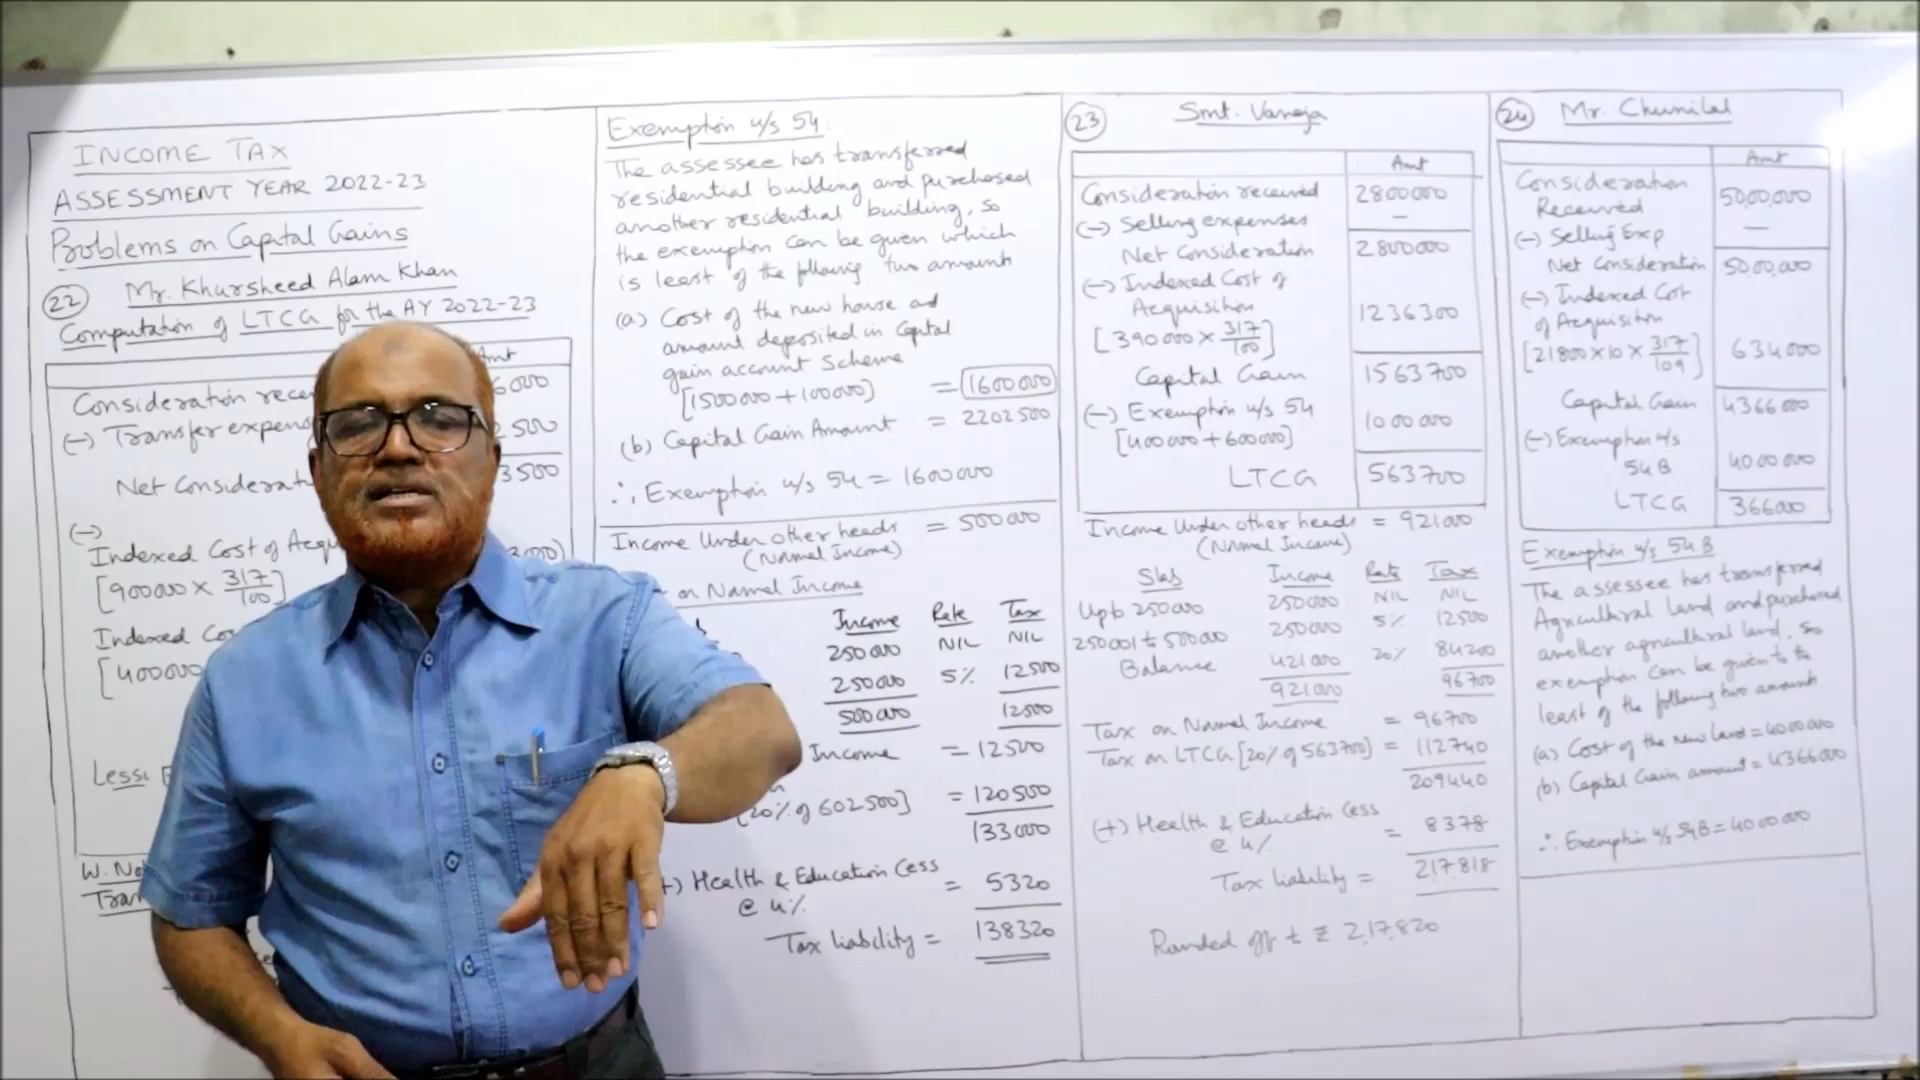 INCOME TAX
ASSESSMENT YEAR 2022-23
Problems on Capital Gains
22 Mr. Khursheed Alam Khan
Computation of LTCG for the AY 2022-23
Amt
Consideration 6000
(-) Transfer 2500
Net 3500
(-)
Indexed Cost of
[900000 × 317/100]
Indexed
[400000
Less:
Exemption u/s 54:
The assessee has transferred
residential building and purchased
another residential building, so
the exemption can be given which
is least of the following two amounts
(a) Cost of the new house and
amount deposited in Capital
gain account Scheme
[1500000 + 100000] = 1600000
(b) Capital Gain Amount = 2202500
∴ Exemption u/s 54 = 1600000
Income Under other heads = 500000
(Normal Income)
on Normal Income
Income Rate Tax
250000 NIL NIL
250000 5% 12500
500000 12500
Income = 12500
[20% of 602500] = 120500
133000
(+) Health & Education Cess
@ 4% = 5320
Tax liability = 138320
23 Smt. Vanaja
Amt
Consideration received 2800000
(-) Selling expenses —
Net Consideration 2800000
(-) Indexed Cost of
Acquisition 1236300
[390000 × 317/100]
Capital Gain 1563700
(-) Exemption u/s 54 1000000
[400000 + 600000]
LTCG 563700
Income Under other heads = 921000
(Normal Income)
Slab Income Rate Tax
Upto 250000 250000 NIL NIL
250001 to 500000 250000 5% 12500
Balance 421000 20% 84200
921000 96700
Tax on Normal Income = 96700
Tax on LTCG [20% of 563700] = 112740
209440
(+) Health & Education Cess
@ 4% = 8378
Tax liability = 217818
Rounded off to ₹ 2,17,820
24 Mr. Chunilal
Amt
Consideration
Received 50,00,000
(-) Selling Exp —
Net Consideration 50,00,000
(-) Indexed Cost
of Acquisition
[21800 × 10 × 317/109] 634000
Capital Gain 4366000
(-) Exemption u/s
54 B 4000000
LTCG 366000
Exemption u/s 54 B
The assessee has transferred
Agricultural land and purchased
another agricultural land, so
exemption can be given to the
least of the following two amounts
(a) Cost of the new land = 4000000
(b) Capital Gain amount = 4366000
∴ Exemption u/s 54B = 4000000